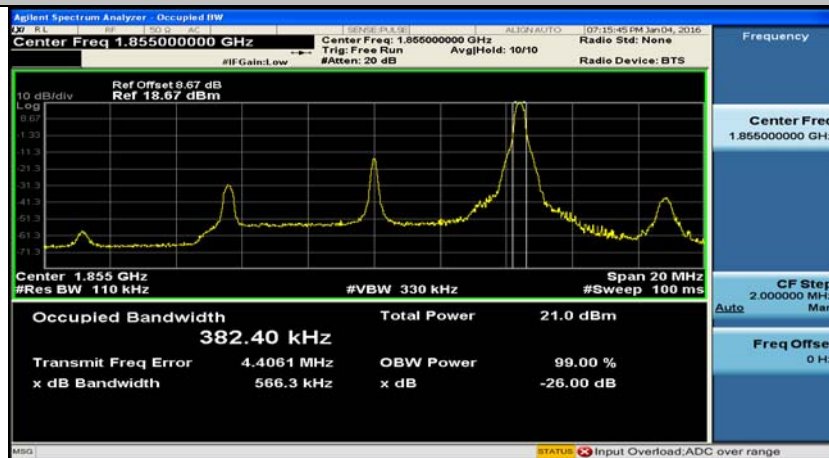 Agilent Spectrum Analyzer - Occupied BW
RL RF 50 Ω AC SENSE:PULSE ALIGN AUTO 07:15:45 PM Jan 04, 2016
Center Freq 1.855000000 GHz
Center Freq: 1.855000000 GHz
Radio Std: None
Trig: Free Run
Avg|Hold: 10/10
#IFGain:Low
#Atten: 20 dB
Radio Device: BTS
Ref Offset 8.67 dB
10 dB/div
Ref 18.67 dBm
Log
8.67
-1.33
-11.3
-21.3
-31.3
-41.3
-51.3
-61.3
-71.3
Center 1.855 GHz
Span 20 MHz
#Res BW 110 kHz
#VBW 330 kHz
#Sweep 100 ms
Occupied Bandwidth
Total Power
21.0 dBm
382.40 kHz
Transmit Freq Error
4.4061 MHz
OBW Power
99.00 %
x dB Bandwidth
566.3 kHz
x dB
-26.00 dB
Frequency
Center Freq
1.855000000 GHz
CF Step
2.000000 MHz
Auto
Man
Freq Offse
0 Hz
MSG
STATUS
Input Overload;ADC over range